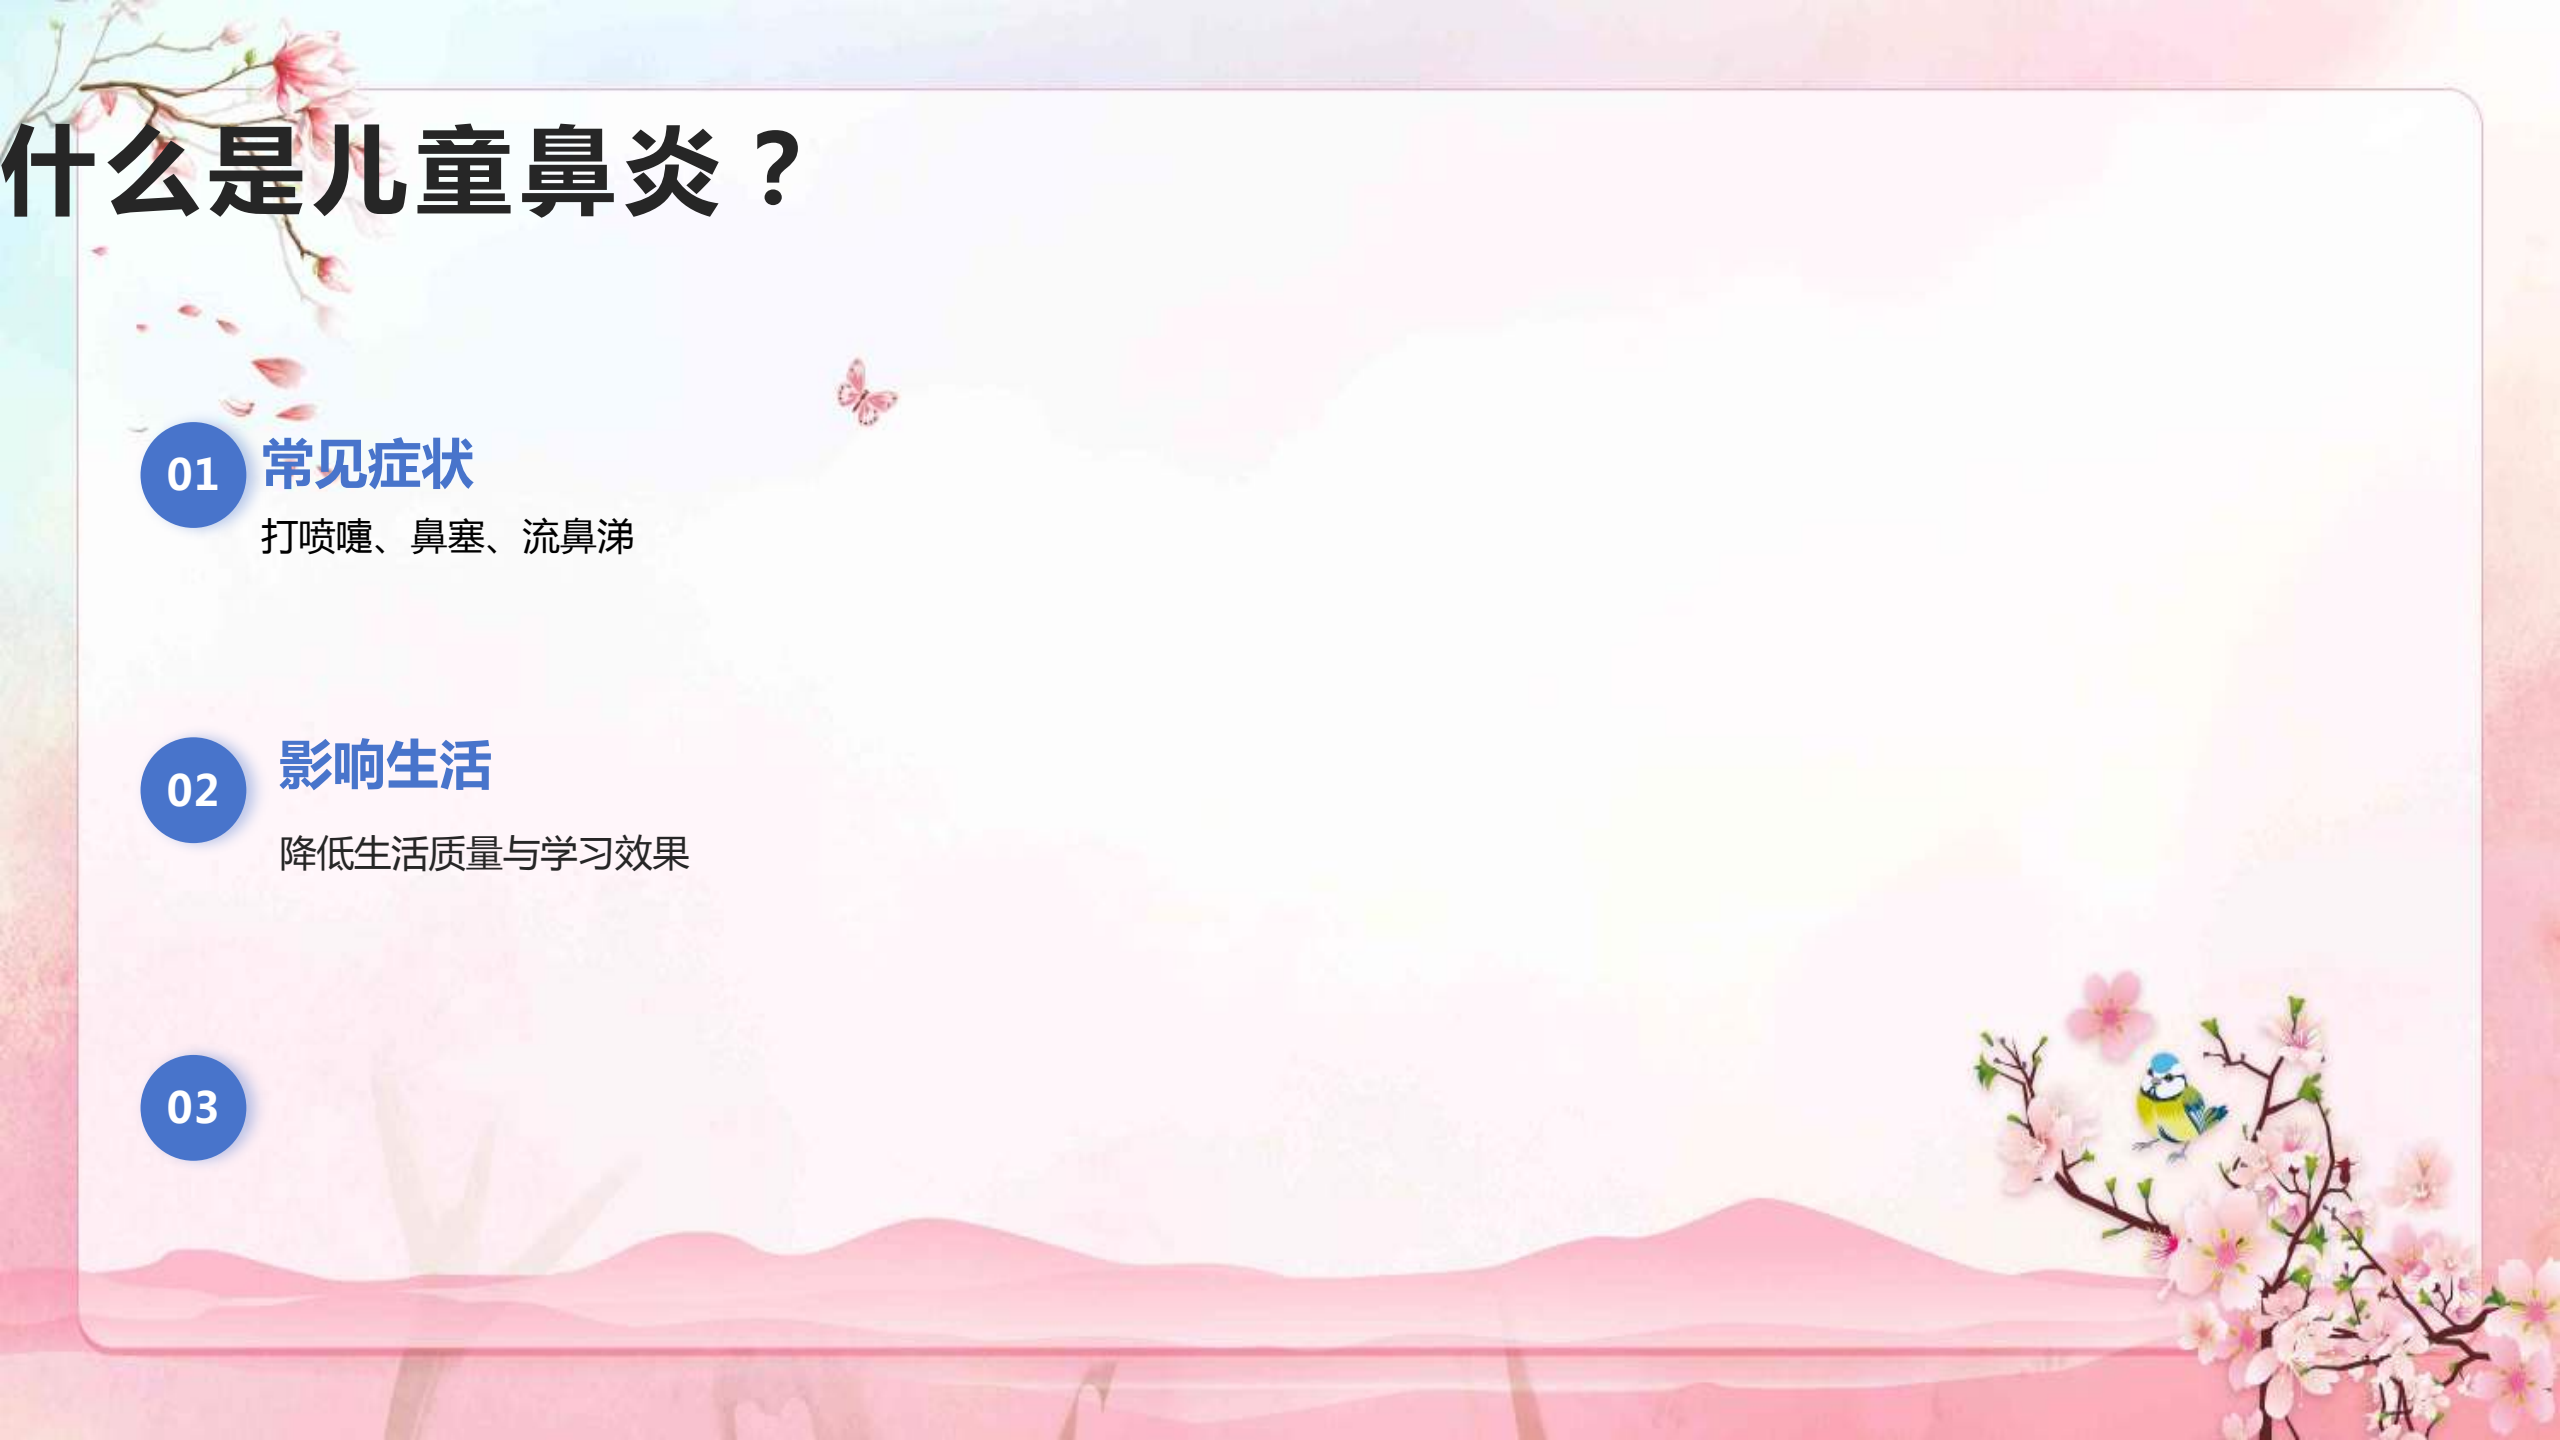 什么是儿童鼻炎？
01
常见症状
打喷嚏、鼻塞、流鼻涕
02
影响生活
降低生活质量与学习效果
03